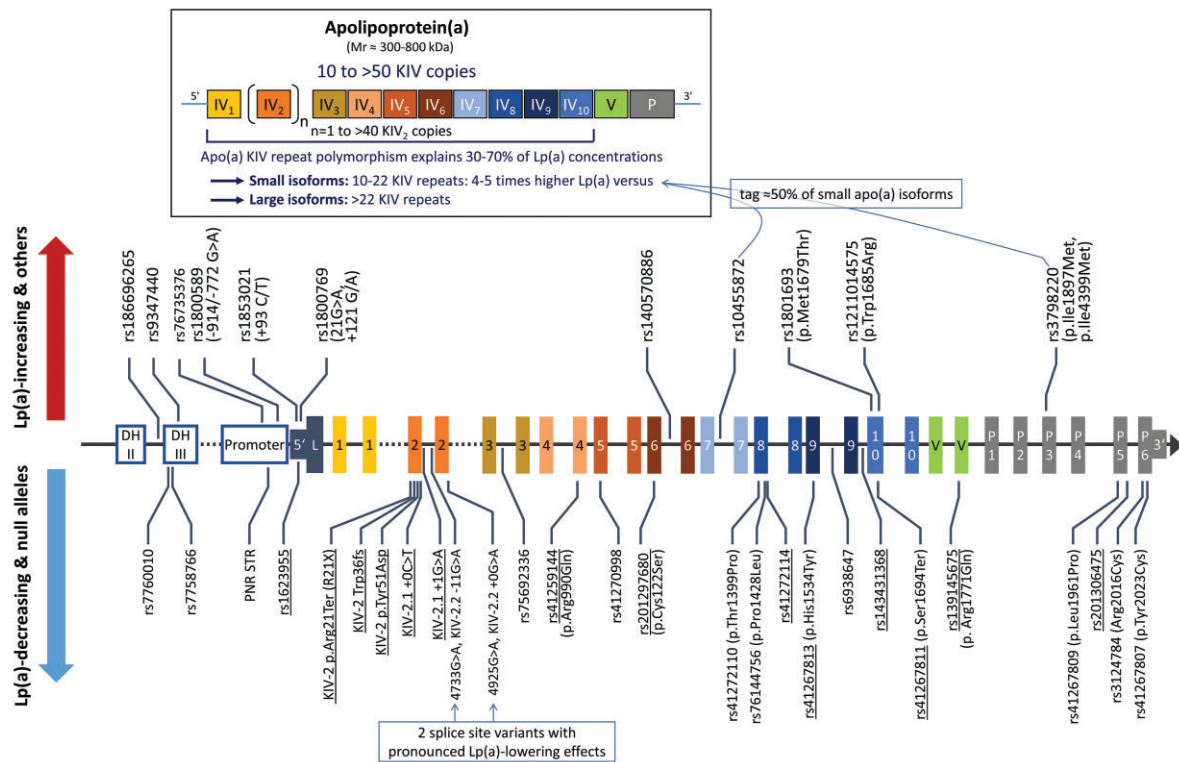 Apolipoprotein(a)
(Mr ≈ 300-800 kDa)
10 to >50 KIV copies
5' IV1 ( IV2 )n IV3 IV4 IV5 IV6 IV7 IV8 IV9 IV10 V P 3'
n=1 to >40 KIV2 copies
Apo(a) KIV repeat polymorphism explains 30-70% of Lp(a) concentrations
Small isoforms: 10-22 KIV repeats: 4-5 times higher Lp(a) versus
Large isoforms: >22 KIV repeats
tag ≈50% of small apo(a) isoforms
Lp(a)-increasing & others
rs186696265
rs9347440
rs76735376
rs1800589
(-914/-772 G>A)
rs1853021
(+93 C/T)
rs1800769
(21G>A,
+121 G/A)
rs140570886
rs10455872
rs1801693
(p.Met1679Thr)
rs1211014575
(p.Trp1685Arg)
rs3798220
(p.Ile1897Met,
p.Ile4399Met)
DH II DH III Promoter 5' L 1 1 2 2 3 3 4 4 5 5 6 6 7 7 8 8 9 9 10 10 V V P1 P2 P3 P4 P5 P6 3'
Lp(a)-decreasing & null alleles
rs7760010
rs7758766
PNR STR
rs1623955
KIV-2 p.Arg21Ter (R21X)
KIV-2 Trp36fs
KIV-2 p.Tyr51Asp
KIV-2.1 +0C>T
KIV-2.1 +1G>A
4733G>A, KIV-2.2 -11G>A
4925G>A, KIV-2.2 +0G>A
rs75692336
rs41259144
(p.Arg990Gln)
rs41270998
rs201297680
(p.Cys122Ser)
rs41272110 (p.Thr1399Pro)
rs76144756 (p.Pro1428Leu)
rs41272114
rs41267813 (p.His1534Tyr)
rs6938647
rs143431368
rs41267811 (p.Ser1694Ter)
rs139145675
(p. Arg1771Gln)
rs41267809 (p.Leu1961Pro)
rs201306475
rs3124784 (Arg2016Cys)
rs41267807 (p.Tyr2023Cys)
2 splice site variants with
pronounced Lp(a)-lowering effects